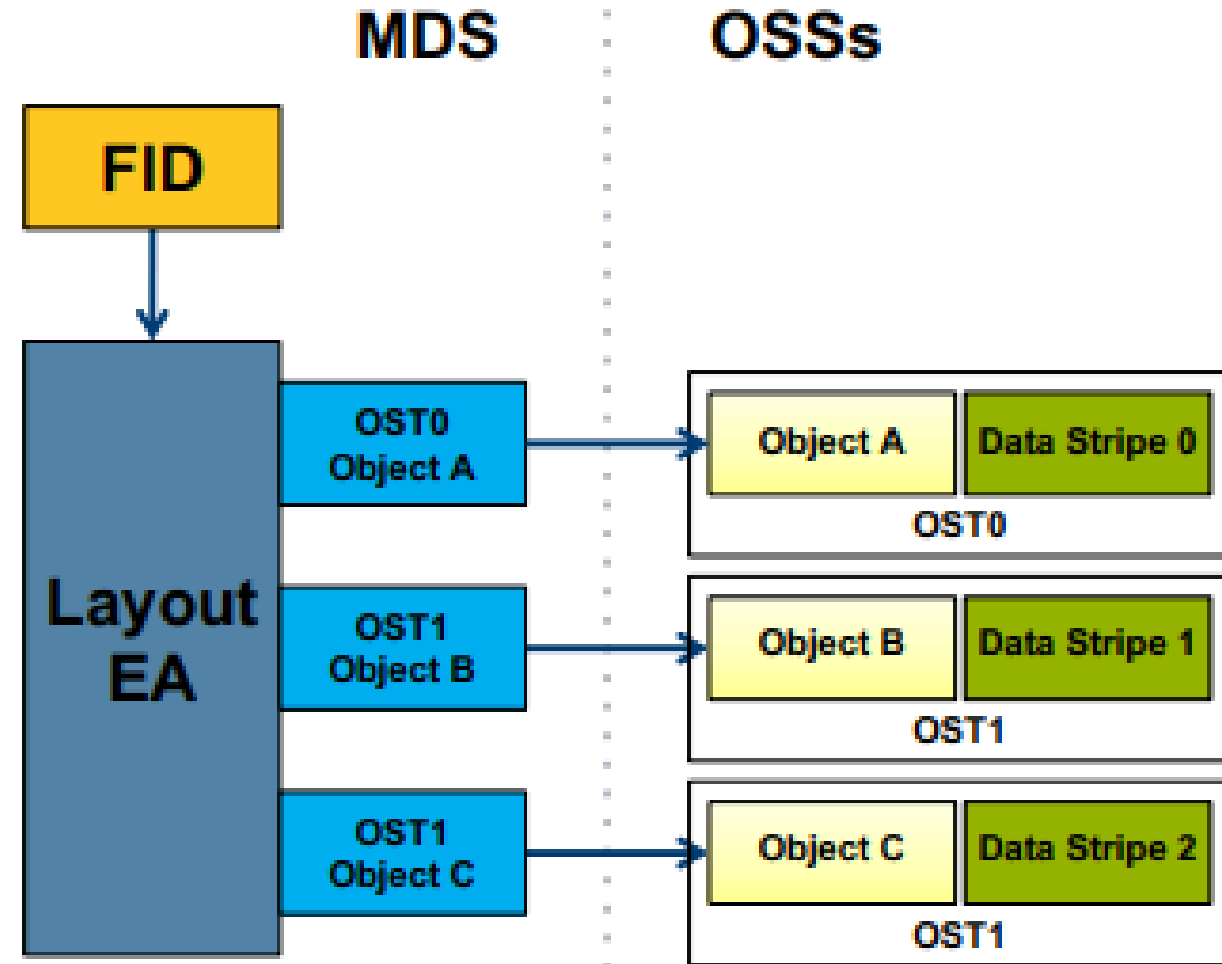 MDS
OSSs
FID
Layout
EA
OST0
Object A
Object A
Data Stripe 0
OST0
OST1
Object B
Object B
Data Stripe 1
OST1
OST1
Object C
Object C
Data Stripe 2
OST1